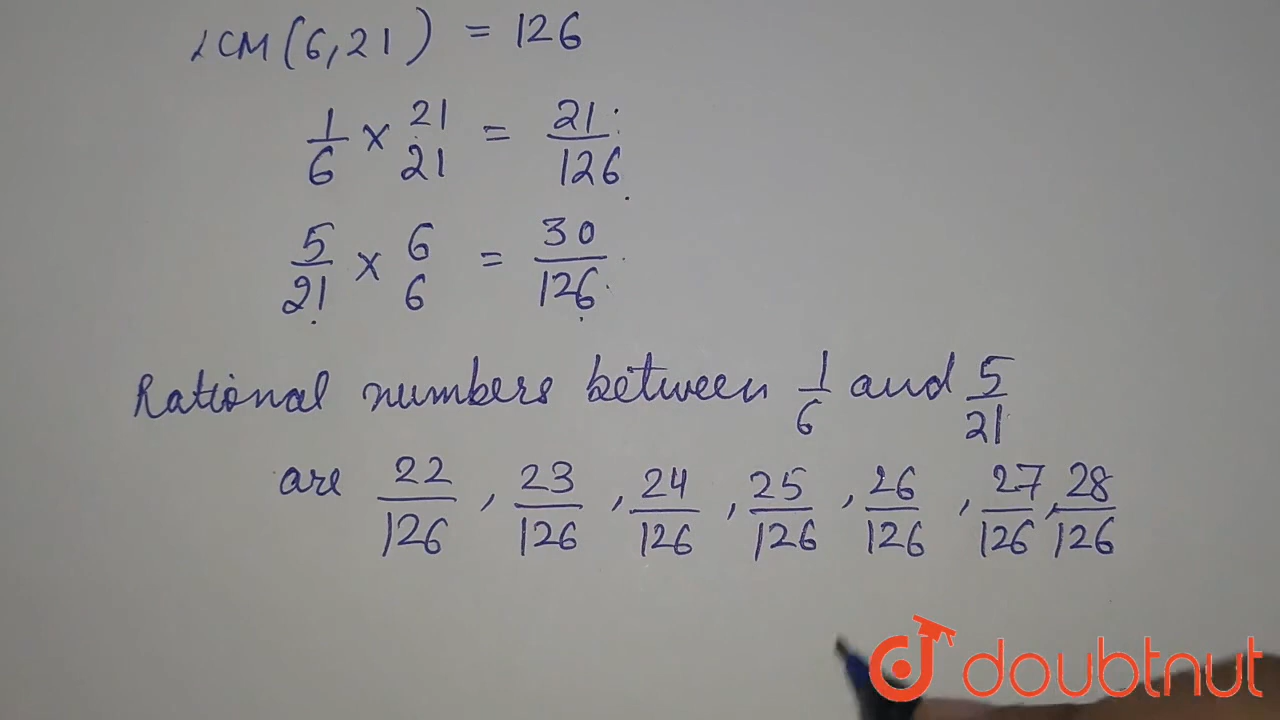 LCM (6,21) = 126
1/6 × 21/21 = 21/126
5/21 × 6/6 = 30/126
Rational numbers between 1/6 and 5/21
are 22/126, 23/126, 24/126, 25/126, 26/126, 27/126, 28/126
doubtnut